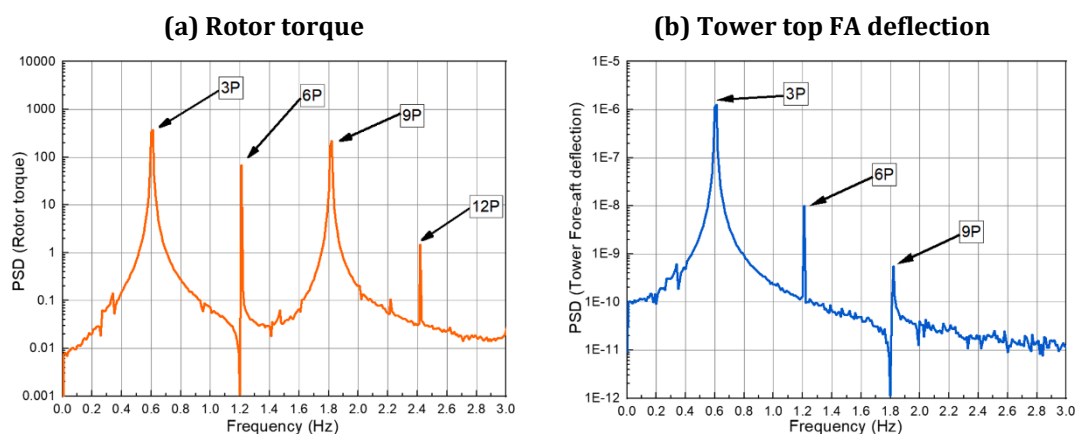 (a) Rotor torque
PSD (Rotor torque)
10000
1000
100
10
1
0.1
0.01
0.001
3P
6P
9P
12P
0.0 0.2 0.4 0.6 0.8 1.0 1.2 1.4 1.6 1.8 2.0 2.2 2.4 2.6 2.8 3.0
Frequency (Hz)
(b) Tower top FA deflection
PSD (Tower Fore-aft deflection)
1E-5
1E-6
1E-7
1E-8
1E-9
1E-10
1E-11
1E-12
3P
6P
9P
0.0 0.2 0.4 0.6 0.8 1.0 1.2 1.4 1.6 1.8 2.0 2.2 2.4 2.6 2.8 3.0
Frequency (Hz)